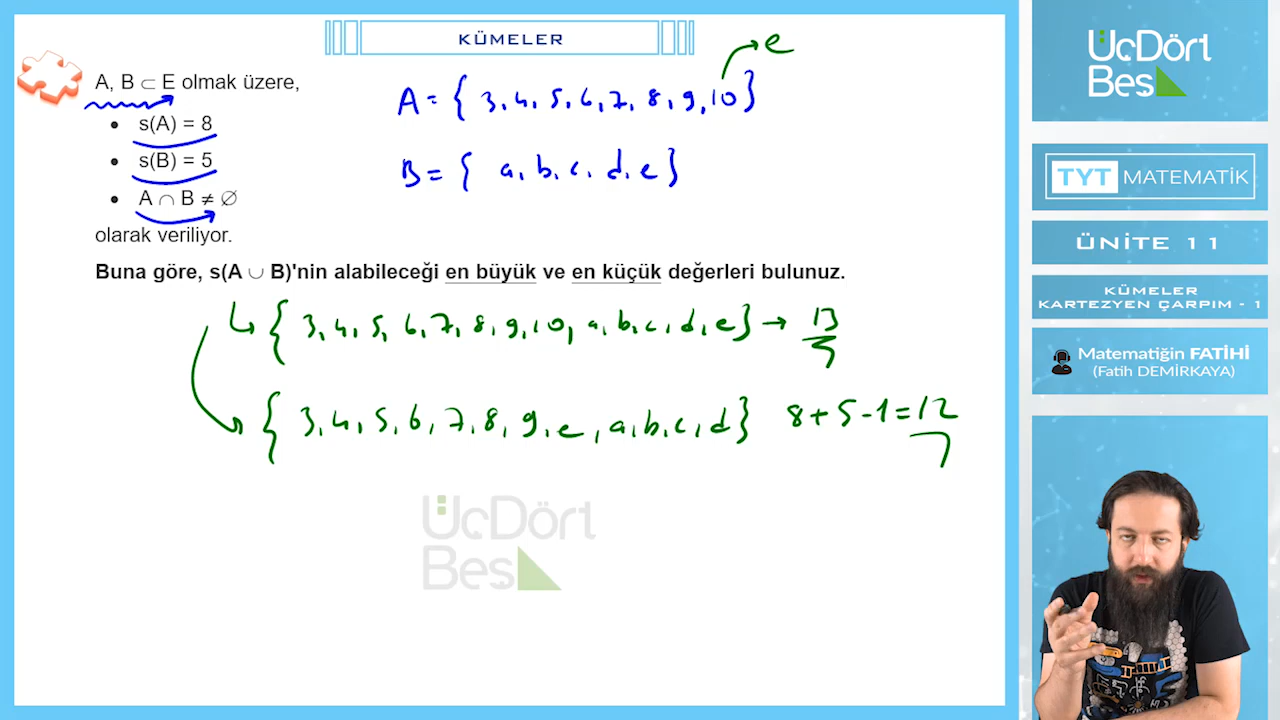 KÜMELER
A, B ⊂ E olmak üzere,
• s(A) = 8
• s(B) = 5
• A ∩ B ≠ ∅
olarak veriliyor.
A = { 3, 4, 5, 6, 7, 8, 9, 10 } → e
B = { a, b, c, d, e }
Buna göre, s(A ∪ B)'nin alabileceği en büyük ve en küçük değerleri bulunuz.
{ 3, 4, 5, 6, 7, 8, 9, 10, a, b, c, d, e } → 13
{ 3, 4, 5, 6, 7, 8, 9, e, a, b, c, d } 8 + 5 - 1 = 12
ÜçDört
Beş
ÜçDört
Beş
TYT MATEMATİK
ÜNİTE 11
KÜMELER
KARTEZYEN ÇARPIM - 1
Matematiğin FATİHİ
(Fatih DEMİRKAYA)